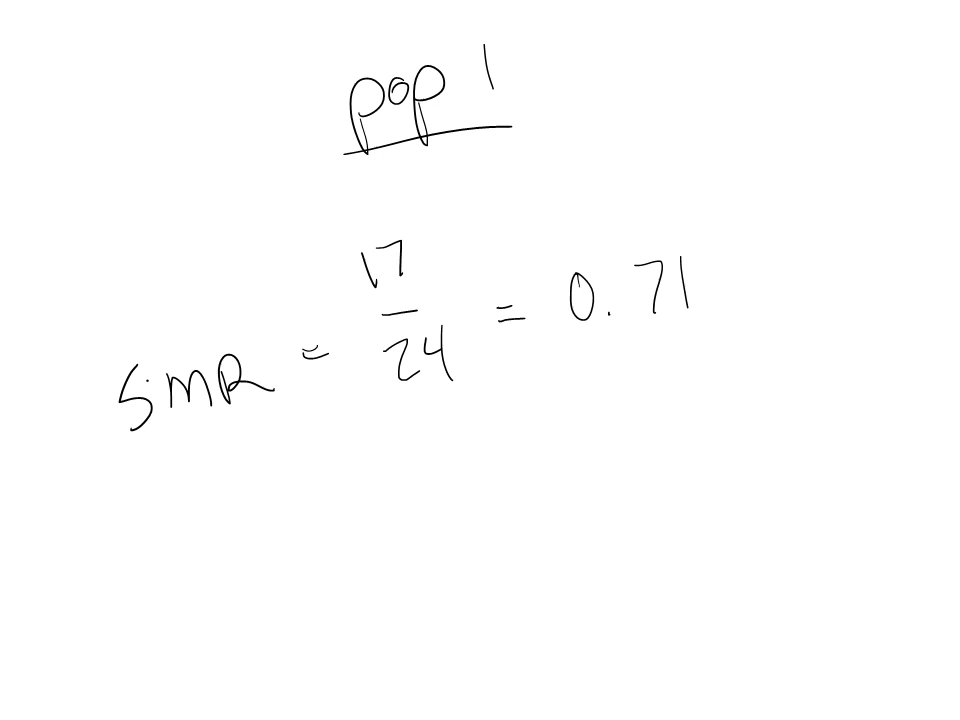 pop 1
SMR = 17/24 = 0.71